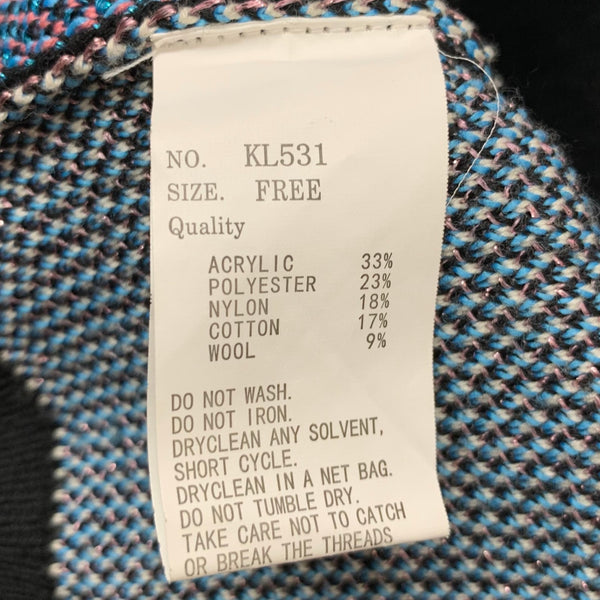 NO. KL531
SIZE. FREE
Quality
ACRYLIC 33%
POLYESTER 23%
NYLON 18%
COTTON 17%
WOOL 9%
DO NOT WASH.
DO NOT IRON.
DRYCLEAN ANY SOLVENT,
SHORT CYCLE.
DRYCLEAN IN A NET BAG.
DO NOT TUMBLE DRY.
TAKE CARE NOT TO CATCH
OR BREAK THE THREADS